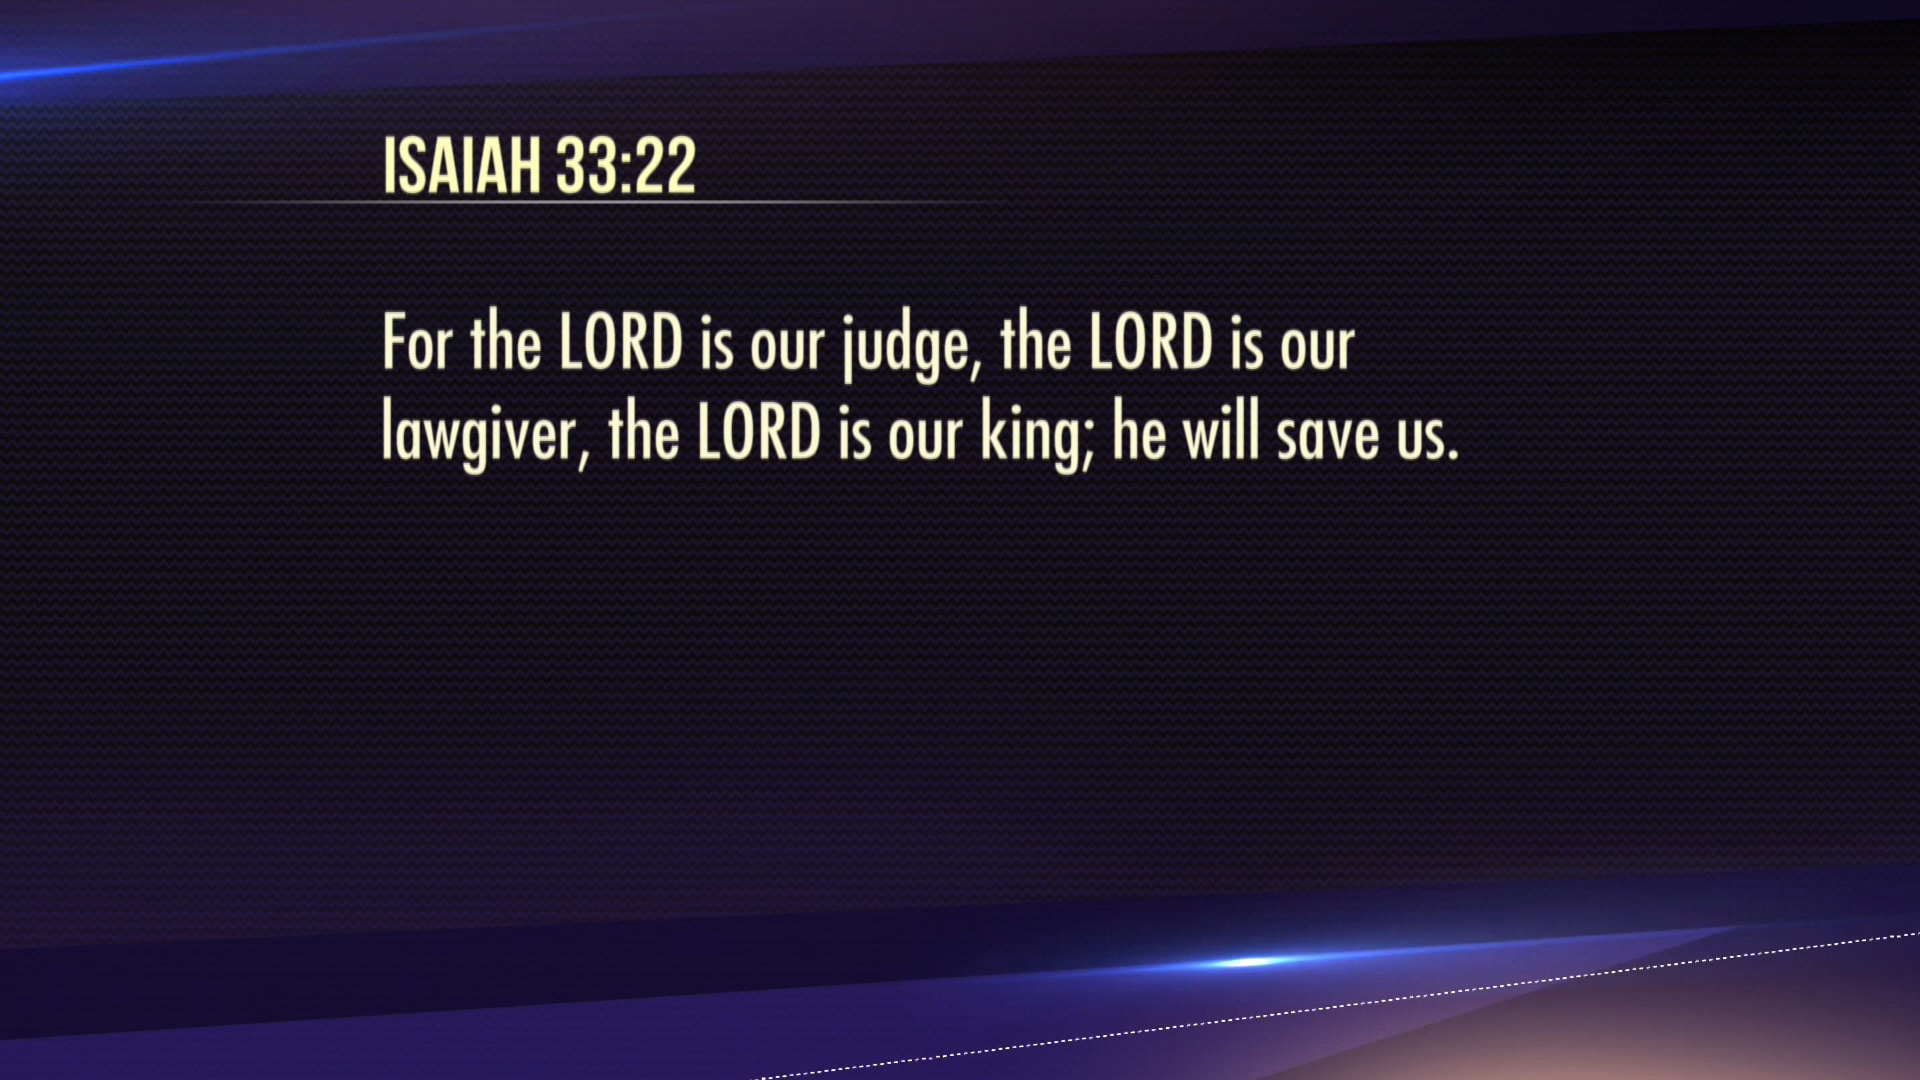 ISAIAH 33:22
For the LORD is our judge, the LORD is our
lawgiver, the LORD is our king; he will save us.